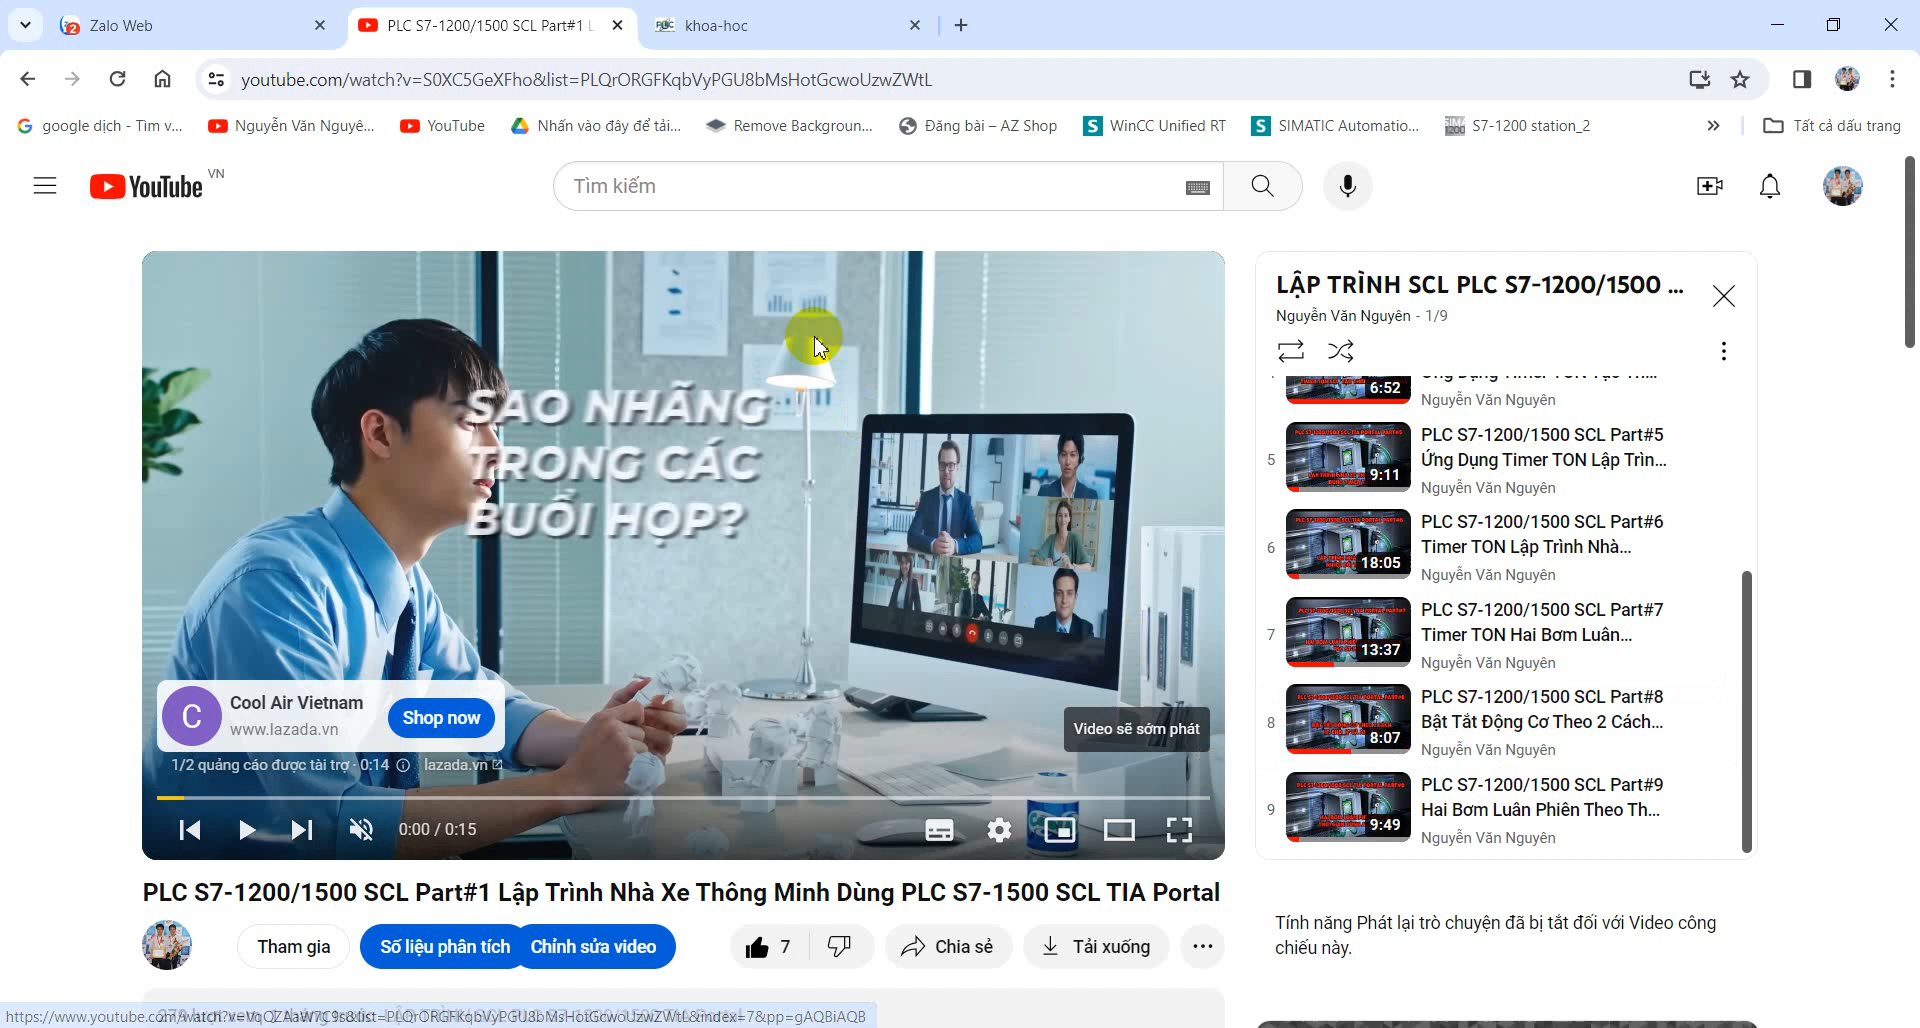 Zalo Web
PLC S7-1200/1500 SCL Part#1 L
khoa-hoc
youtube.com/watch?v=S0XC5GeXFho&list=PLQrORGFKqbVyPGU8bMsHotGcwoUzwZWtL
google dịch - Tìm v...
Nguyễn Văn Nguyê...
YouTube
Nhấn vào đây để tải...
Remove Backgroun...
Đăng bài – AZ Shop
WinCC Unified RT
SIMATIC Automatio...
S7-1200 station_2
Tất cả dấu trang
YouTube VN
Tìm kiếm
SAO NHÃNG
TRONG CÁC
BUỔI HỌP?
C
Cool Air Vietnam
www.lazada.vn
Shop now
Video sẽ sớm phát
1/2 quảng cáo được tài trợ · 0:14
lazada.vn
0:00 / 0:15
LẬP TRÌNH SCL PLC S7-1200/1500 ...
Nguyễn Văn Nguyên - 1/9
6:52
Nguyễn Văn Nguyên
5
9:11
PLC S7-1200/1500 SCL Part#5
Ứng Dụng Timer TON Lập Trìn...
Nguyễn Văn Nguyên
6
18:05
PLC S7-1200/1500 SCL Part#6
Timer TON Lập Trình Nhà...
Nguyễn Văn Nguyên
7
13:37
PLC S7-1200/1500 SCL Part#7
Timer TON Hai Bơm Luân...
Nguyễn Văn Nguyên
8
8:07
PLC S7-1200/1500 SCL Part#8
Bật Tắt Động Cơ Theo 2 Cách...
Nguyễn Văn Nguyên
9
9:49
PLC S7-1200/1500 SCL Part#9
Hai Bơm Luân Phiên Theo Th...
Nguyễn Văn Nguyên
PLC S7-1200/1500 SCL Part#1 Lập Trình Nhà Xe Thông Minh Dùng PLC S7-1500 SCL TIA Portal
Tham gia
Số liệu phân tích
Chỉnh sửa video
7
Chia sẻ
Tải xuống
Tính năng Phát lại trò chuyện đã bị tắt đối với Video công
chiếu này.